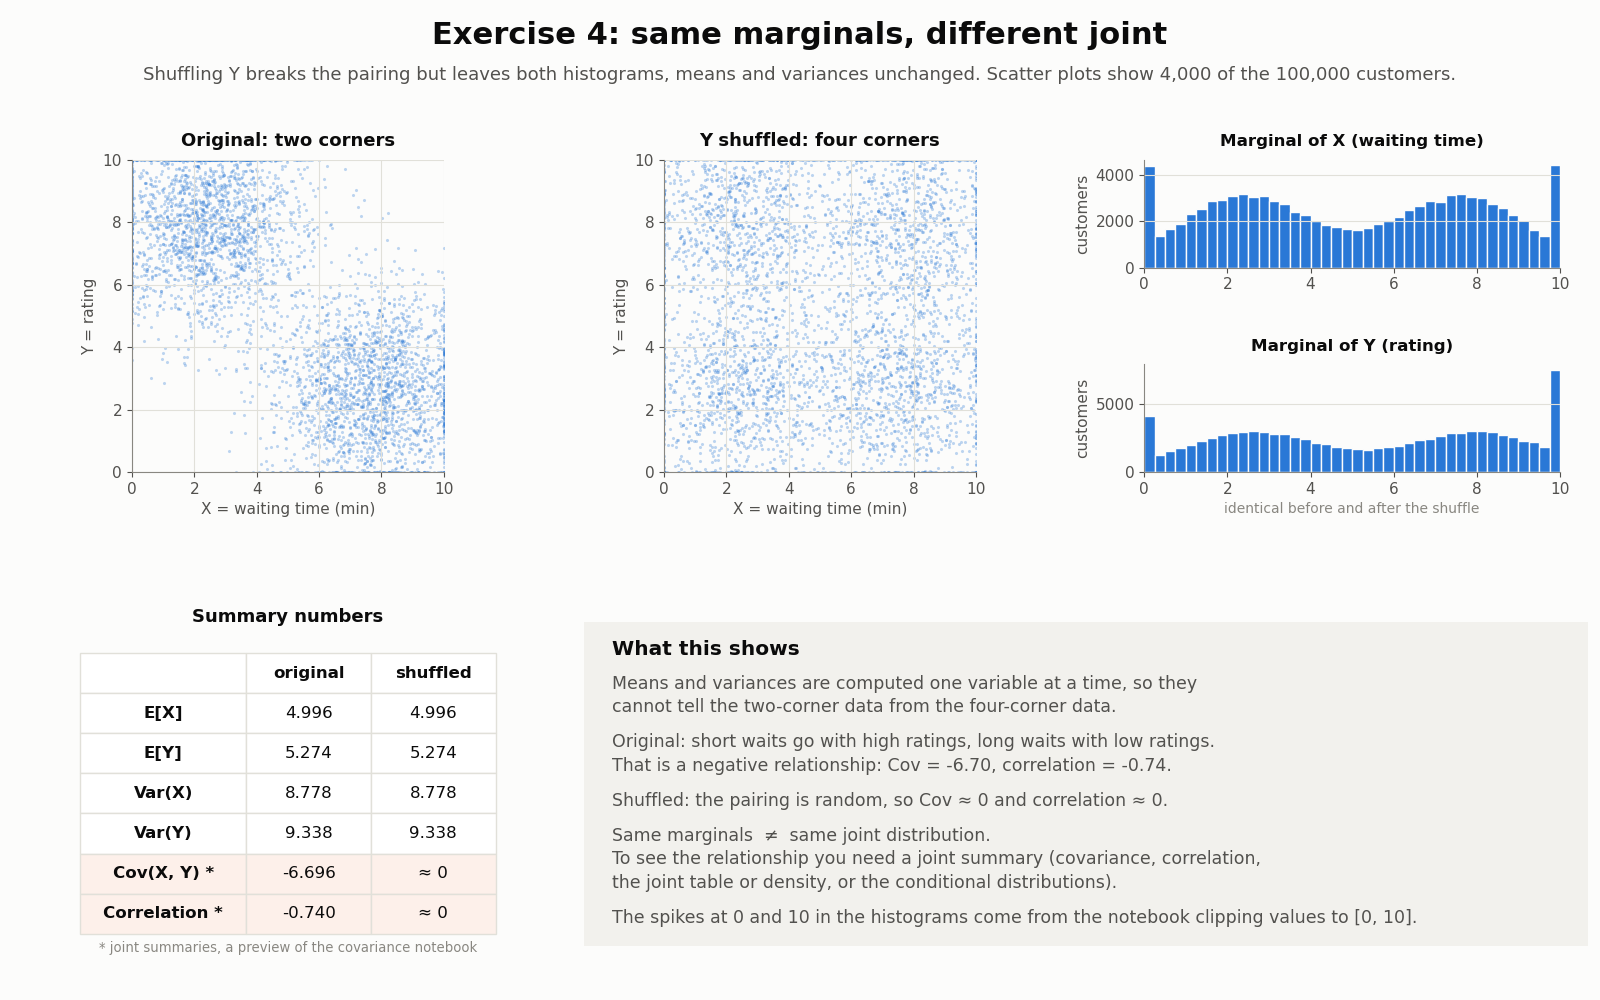 Exercise 4: same marginals, different joint
Shuffling Y breaks the pairing but leaves both histograms, means and variances unchanged. Scatter plots show 4,000 of the 100,000 customers.
Original: two corners
10
8
6
4
2
0
Y = rating
0 2 4 6 8 10
X = waiting time (min)
Y shuffled: four corners
10
8
6
4
2
0
Y = rating
0 2 4 6 8 10
X = waiting time (min)
Marginal of X (waiting time)
4000
2000
0
customers
0 2 4 6 8 10
Marginal of Y (rating)
5000
0
customers
0 2 4 6 8 10
identical before and after the shuffle
Summary numbers
original shuffled
E[X] 4.996 4.996
E[Y] 5.274 5.274
Var(X) 8.778 8.778
Var(Y) 9.338 9.338
Cov(X, Y) * -6.696 ≈ 0
Correlation * -0.740 ≈ 0
* joint summaries, a preview of the covariance notebook
What this shows
Means and variances are computed one variable at a time, so they
cannot tell the two-corner data from the four-corner data.
Original: short waits go with high ratings, long waits with low ratings.
That is a negative relationship: Cov = -6.70, correlation = -0.74.
Shuffled: the pairing is random, so Cov ≈ 0 and correlation ≈ 0.
Same marginals ≠ same joint distribution.
To see the relationship you need a joint summary (covariance, correlation,
the joint table or density, or the conditional distributions).
The spikes at 0 and 10 in the histograms come from the notebook clipping values to [0, 10].